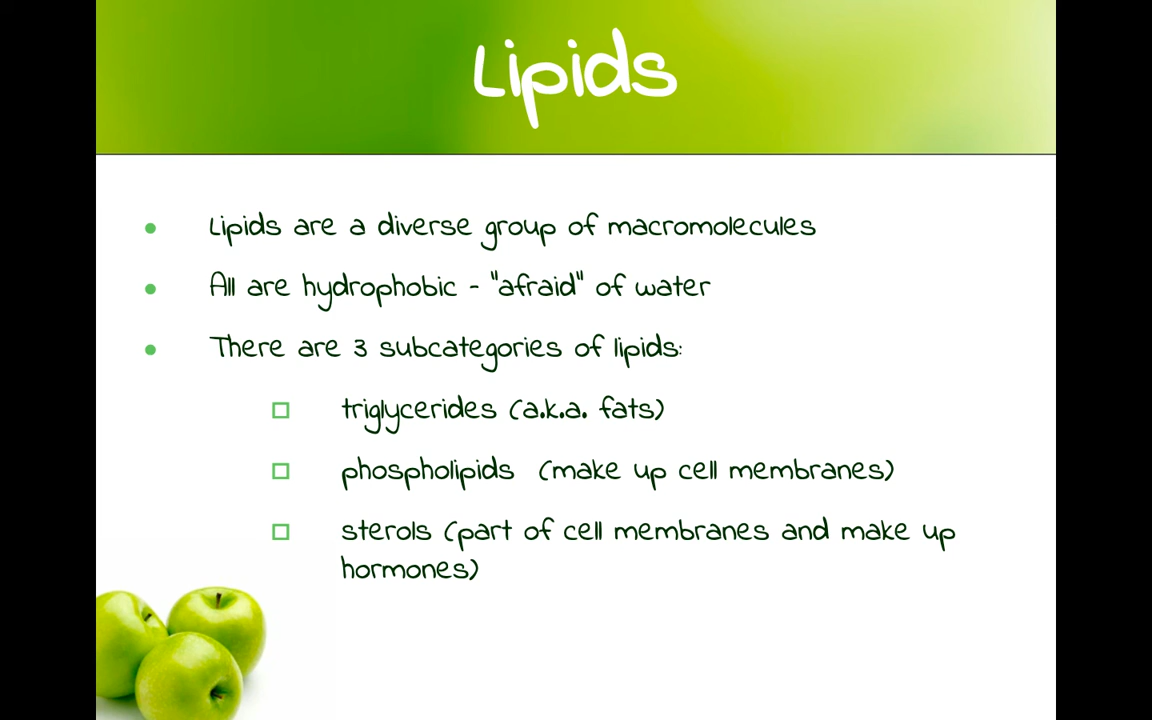 Lipids
Lipids are a diverse group of macromolecules
All are hydrophobic - "afraid" of water
There are 3 subcategories of lipids:
triglycerides (a.k.a. fats)
phospholipids (make up cell membranes)
sterols (part of cell membranes and make up
hormones)